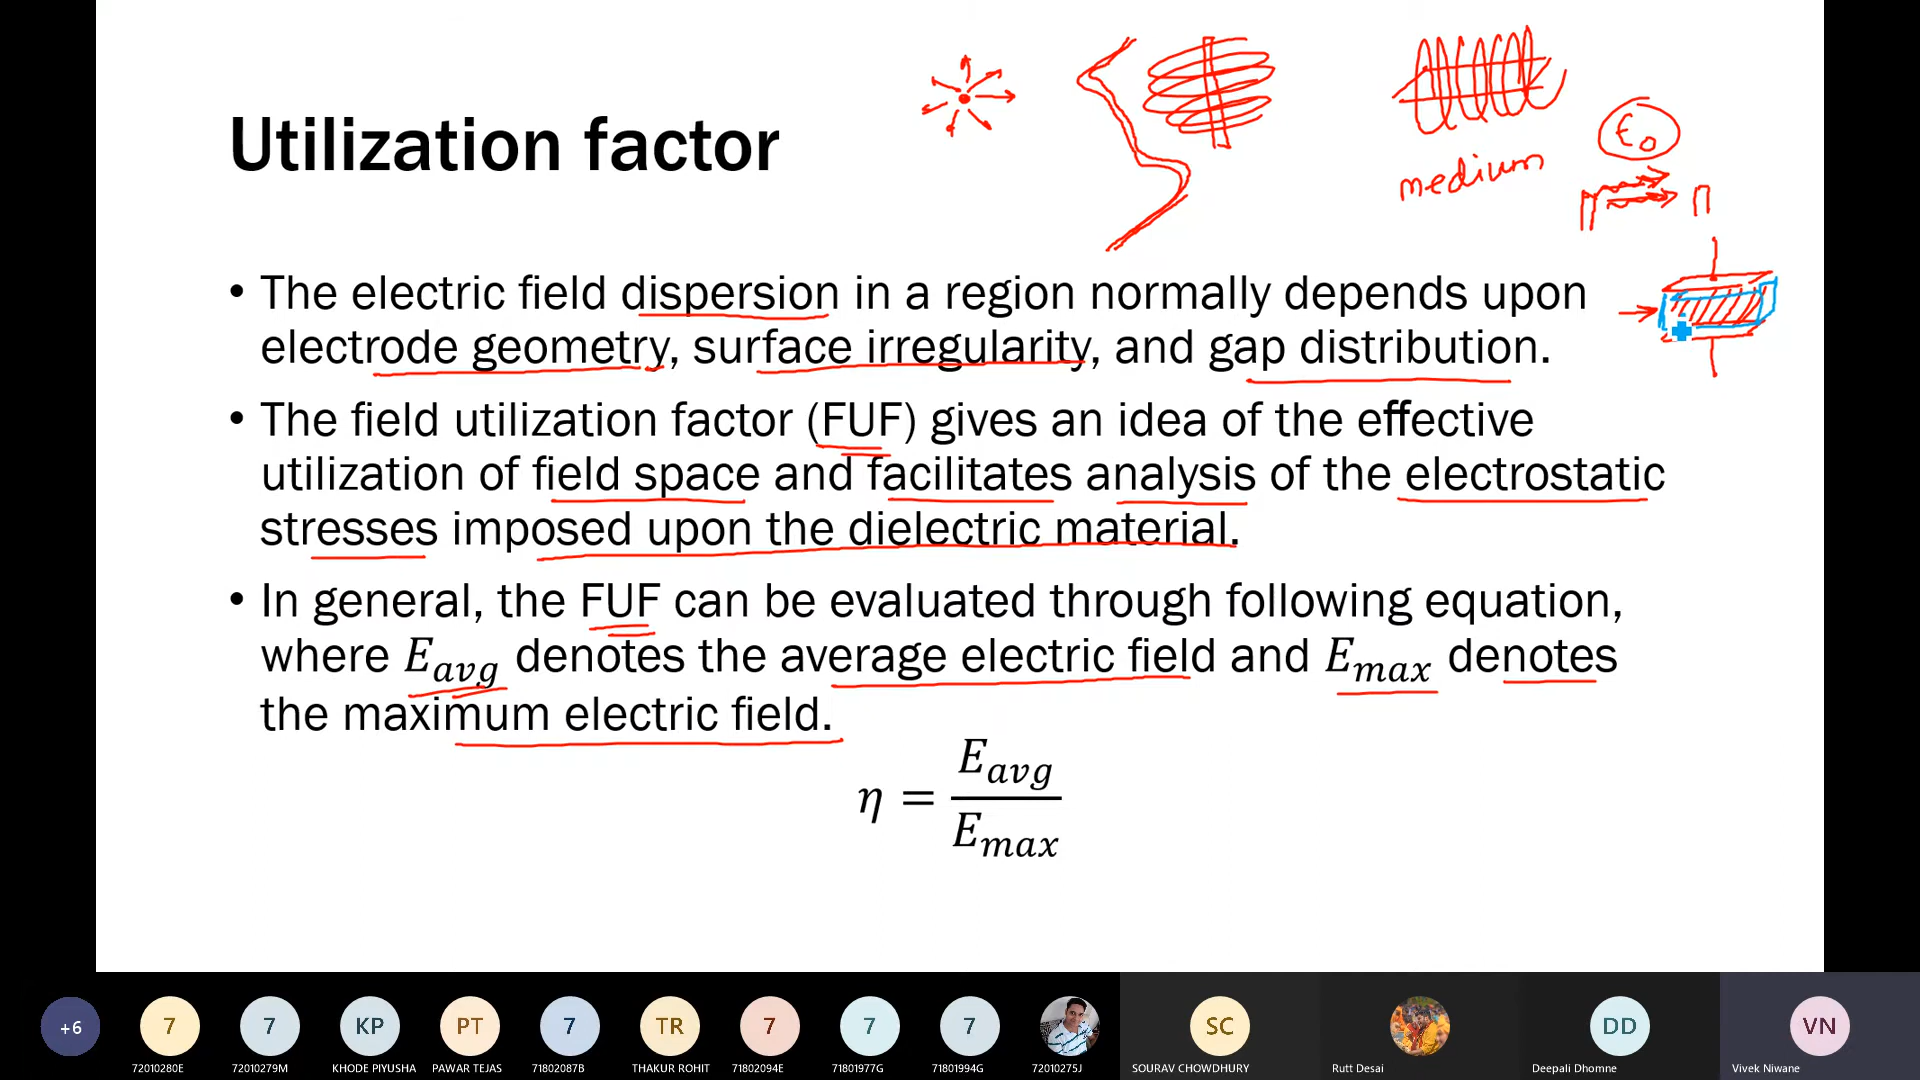 Utilization factor
medium
ε0
• The electric field dispersion in a region normally depends upon
electrode geometry, surface irregularity, and gap distribution.
• The field utilization factor (FUF) gives an idea of the effective
utilization of field space and facilitates analysis of the electrostatic
stresses imposed upon the dielectric material.
• In general, the FUF can be evaluated through following equation,
where E_avg denotes the average electric field and E_max denotes
the maximum electric field.
η = E_avg / E_max
+6
7
7
KP
PT
7
TR
7
7
7
SC
DD
VN
72010280E
72010279M
KHODE PIYUSHA
PAWAR TEJAS
71802087B
THAKUR ROHIT
71802094E
71801977G
71801994G
72010275J
SOURAV CHOWDHURY
Rutt Desai
Deepali Dhomne
Vivek Niwane